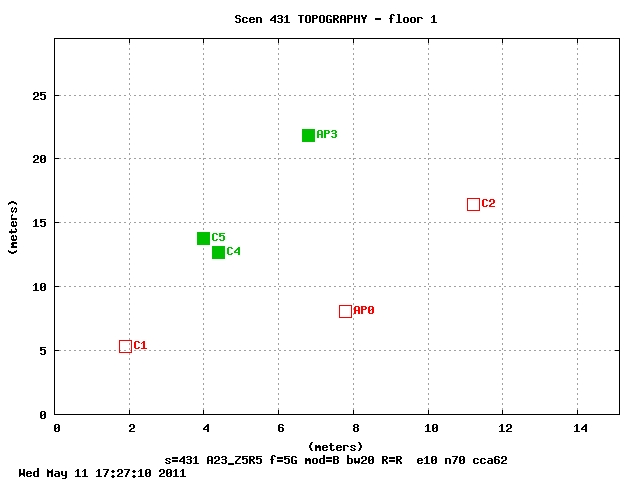 Scen 431 TOPOGRAPHY - floor 1
25
AP3
20
C2
15
C5
C4
(meters)
10
AP0
C1
5
0
0 2 4 6 8 10 12 14
(meters)
s=431 A23_Z5R5 f=5G mod=B bw20 R=R  e10 n70 cca62
Wed May 11 17:27:10 2011